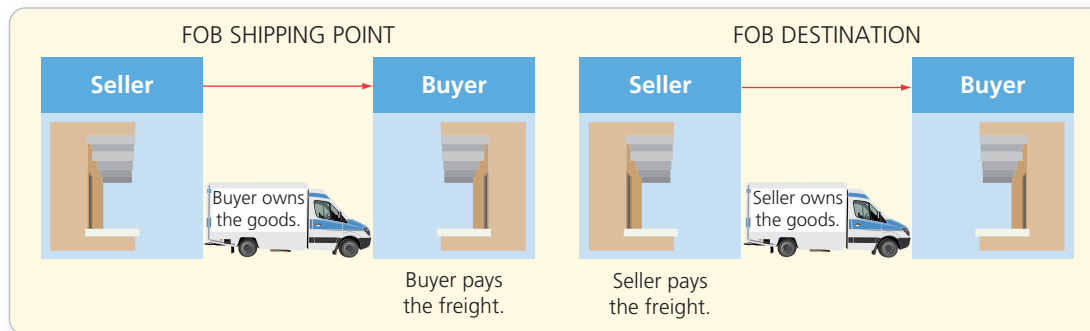 FOB SHIPPING POINT
Seller
Buyer
Buyer owns
the goods.
Buyer pays
the freight.
FOB DESTINATION
Seller
Buyer
Seller owns
the goods.
Seller pays
the freight.